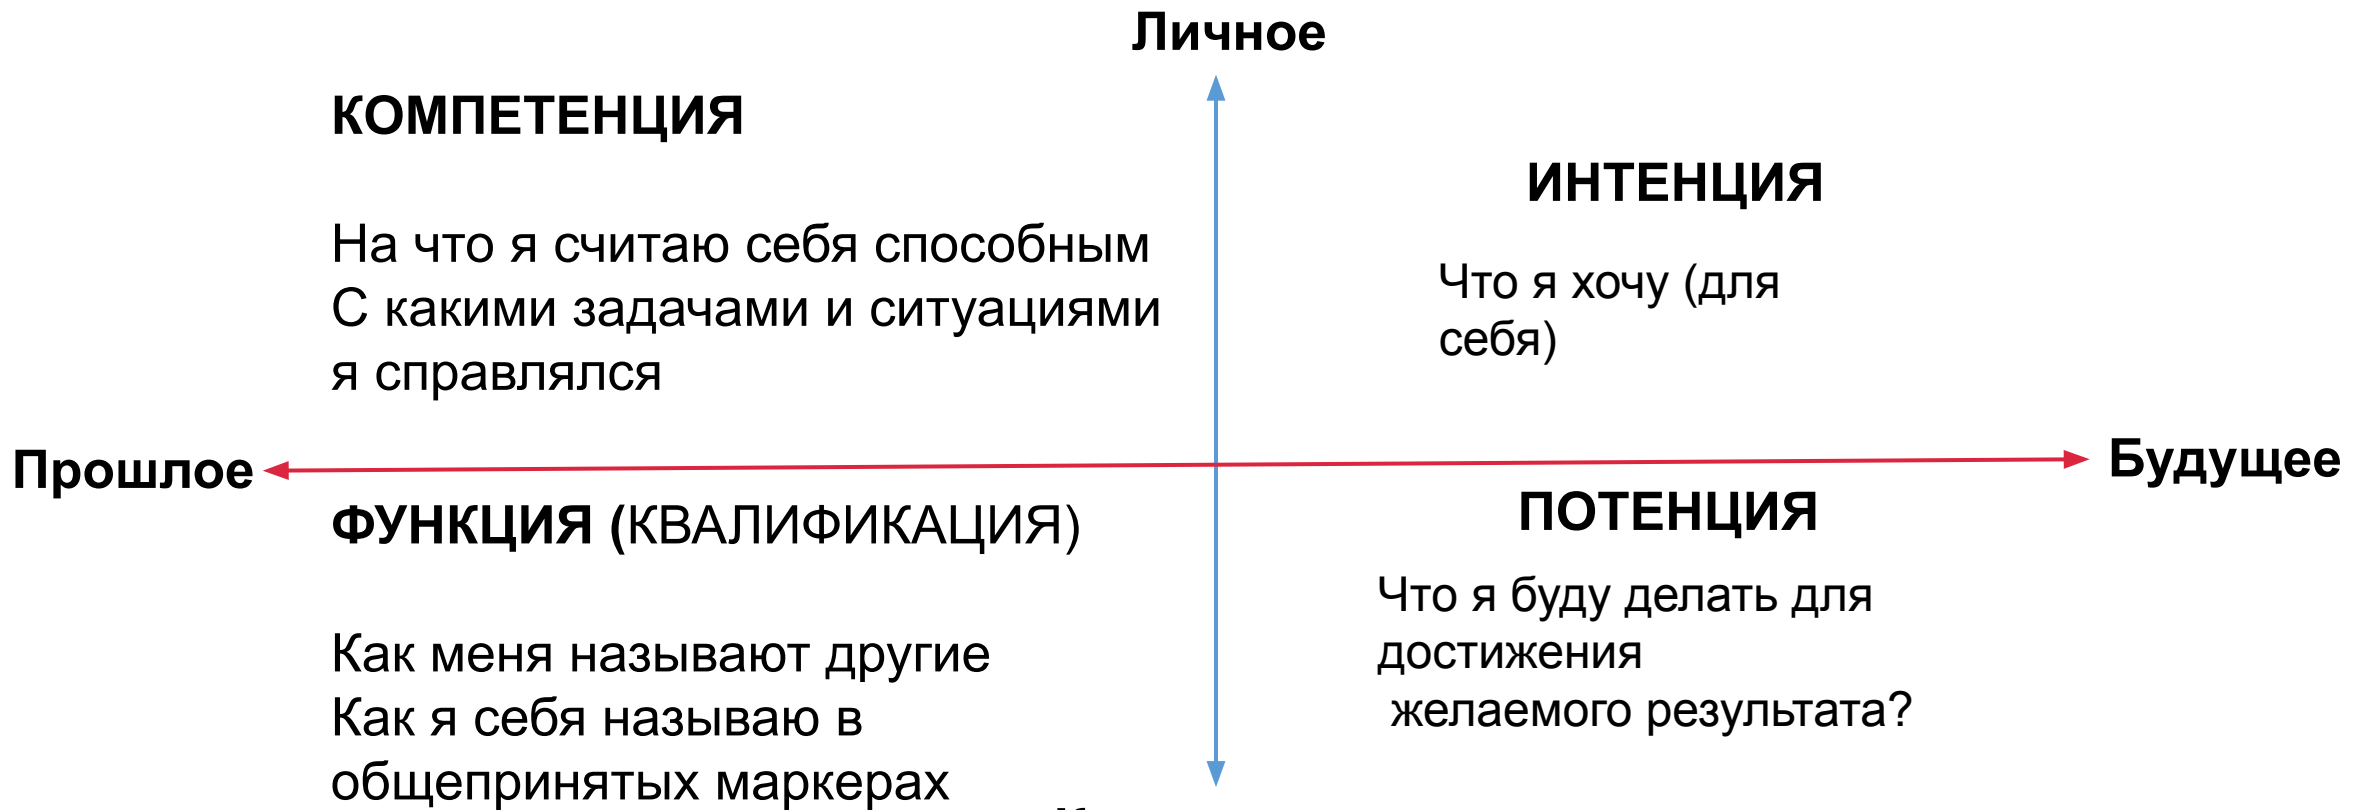 Личное
КОМПЕТЕНЦИЯ
На что я считаю себя способным
С какими задачами и ситуациями
я справлялся
ИНТЕНЦИЯ
Что я хочу (для
себя)
Прошлое
Будущее
ФУНКЦИЯ (КВАЛИФИКАЦИЯ)
Как меня называют другие
Как я себя называю в
общепринятых маркерах
ПОТЕНЦИЯ
Что я буду делать для
достижения
желаемого результата?